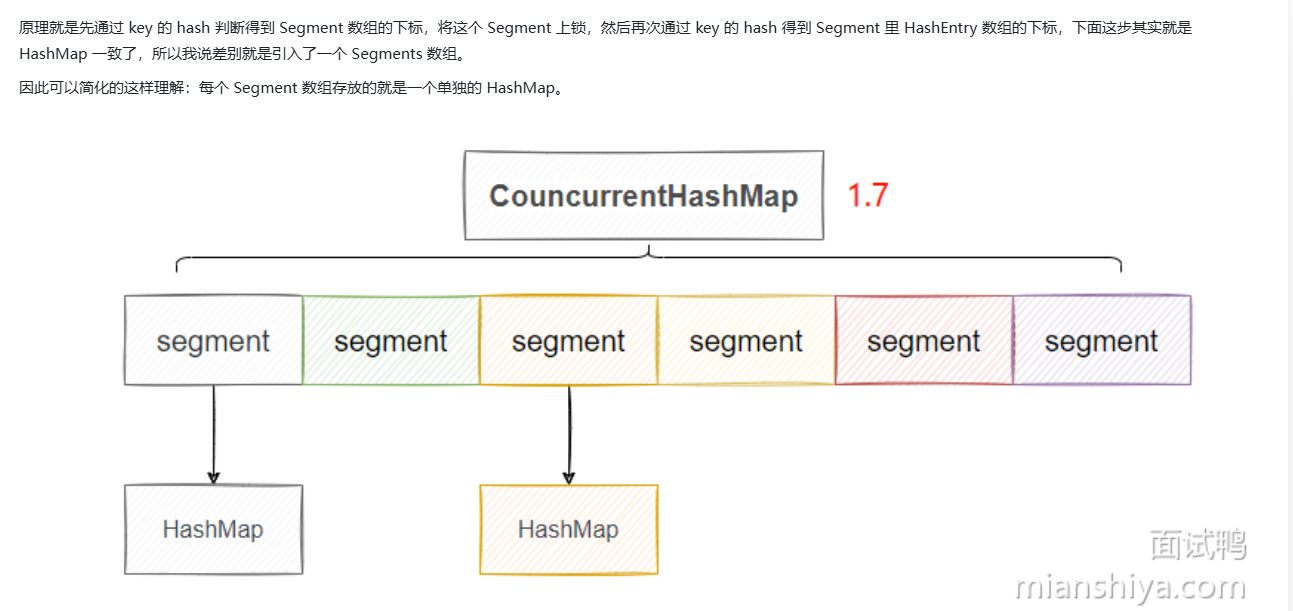 原理就是先通过 key 的 hash 判断得到 Segment 数组的下标，将这个 Segment 上锁，然后再次通过 key 的 hash 得到 Segment 里 HashEntry 数组的下标，下面这步其实就是
HashMap 一致了，所以我说差别就是引入了一个 Segments 数组。
因此可以简化的这样理解：每个 Segment 数组存放的就是一个单独的 HashMap。
CouncurrentHashMap 1.7
segment segment segment segment segment segment
HashMap HashMap
面试鸭
mianshiya.com